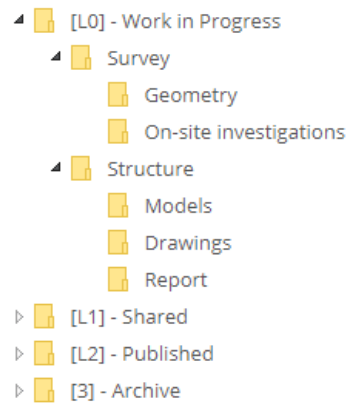 [L0] - Work in Progress
Survey
Geometry
On-site investigations
Structure
Models
Drawings
Report
[L1] - Shared
[L2] - Published
[3] - Archive